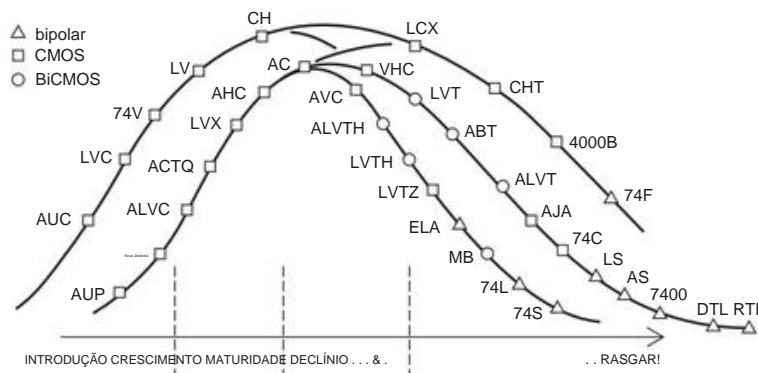 bipolar
CMOS
BiCMOS
CH
LCX
LV
AC
VHC
CHT
AHC
AVC
LVT
74V
LVX
ALVTH
ABT
4000B
LVC
ACTQ
LVTH
LVTZ
ALVT
74F
AUC
ALVC
ELA
AJA
74C
MB
LS
AS
AUP
74L
7400
74S
DTL RTL
INTRODUÇÃO CRESCIMENTO MATURIDADE DECLÍNIO . . . & . . . RASGAR!